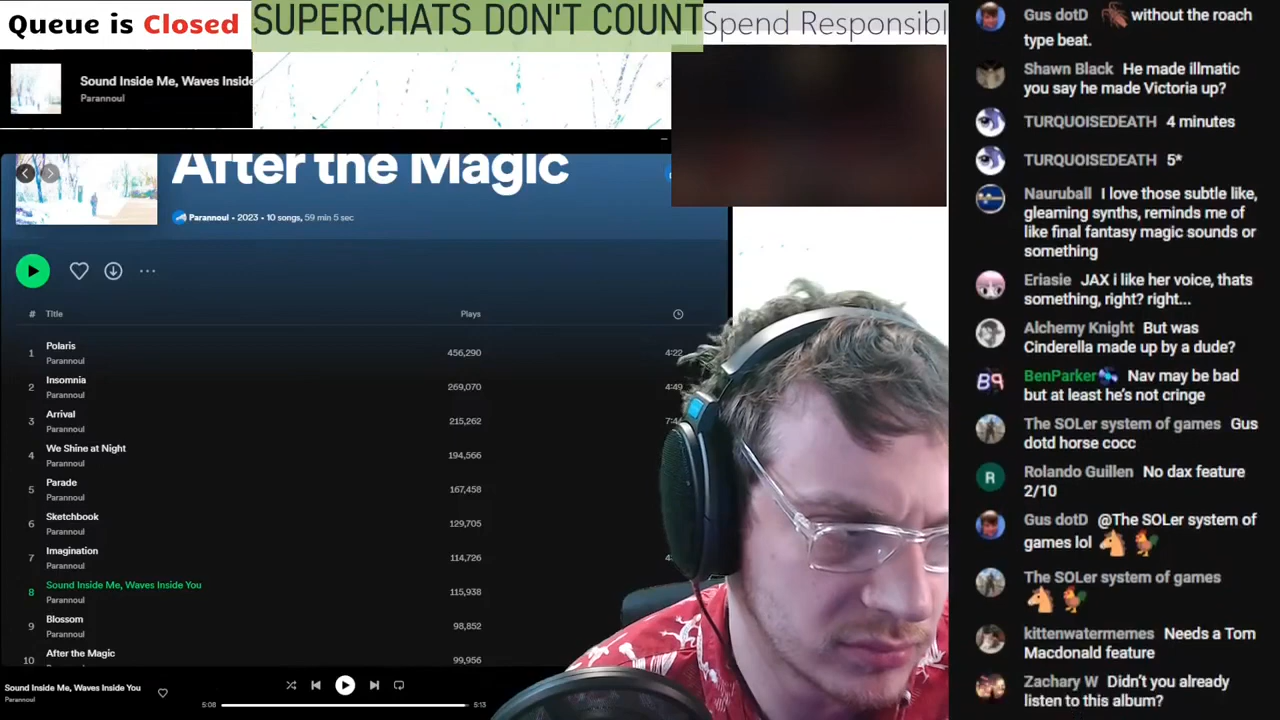 Queue is Closed
SUPERCHATS DON'T COUNT
Spend Responsibl
Sound Inside Me, Waves Inside
Parannoul
After the Magic
Parannoul • 2023 • 10 songs, 59 min 5 sec
# Title Plays
1 Polaris 456,290 4:22
Parannoul
2 Insomnia 269,070 4:49
Parannoul
3 Arrival 215,262 7:44
Parannoul
4 We Shine at Night 194,566
Parannoul
5 Parade 167,458
Parannoul
6 Sketchbook 129,705
Parannoul
7 Imagination 114,726
Parannoul
8 Sound Inside Me, Waves Inside You 115,938
Parannoul
9 Blossom 98,852
Parannoul
10 After the Magic 99,956
Parannoul
Sound Inside Me, Waves Inside You
Parannoul
5:08 5:13
Gus dotD 🪳 without the roach
type beat.
Shawn Black He made illmatic
you say he made Victoria up?
TURQUOISEDEATH 4 minutes
TURQUOISEDEATH 5*
Nauruball I love those subtle like,
gleaming synths, reminds me of
like final fantasy magic sounds or
something
Eriasie JAX i like her voice, thats
something, right? right...
Alchemy Knight But was
Cinderella made up by a dude?
BenParker Nav may be bad
but at least he's not cringe
The SOLer system of games Gus
dotd horse cocc
Rolando Guillen No dax feature
2/10
Gus dotD @The SOLer system of
games lol 🐴🐓
The SOLer system of games
🐴🐓
kittenwatermemes Needs a Tom
Macdonald feature
Zachary W Didn't you already
listen to this album?